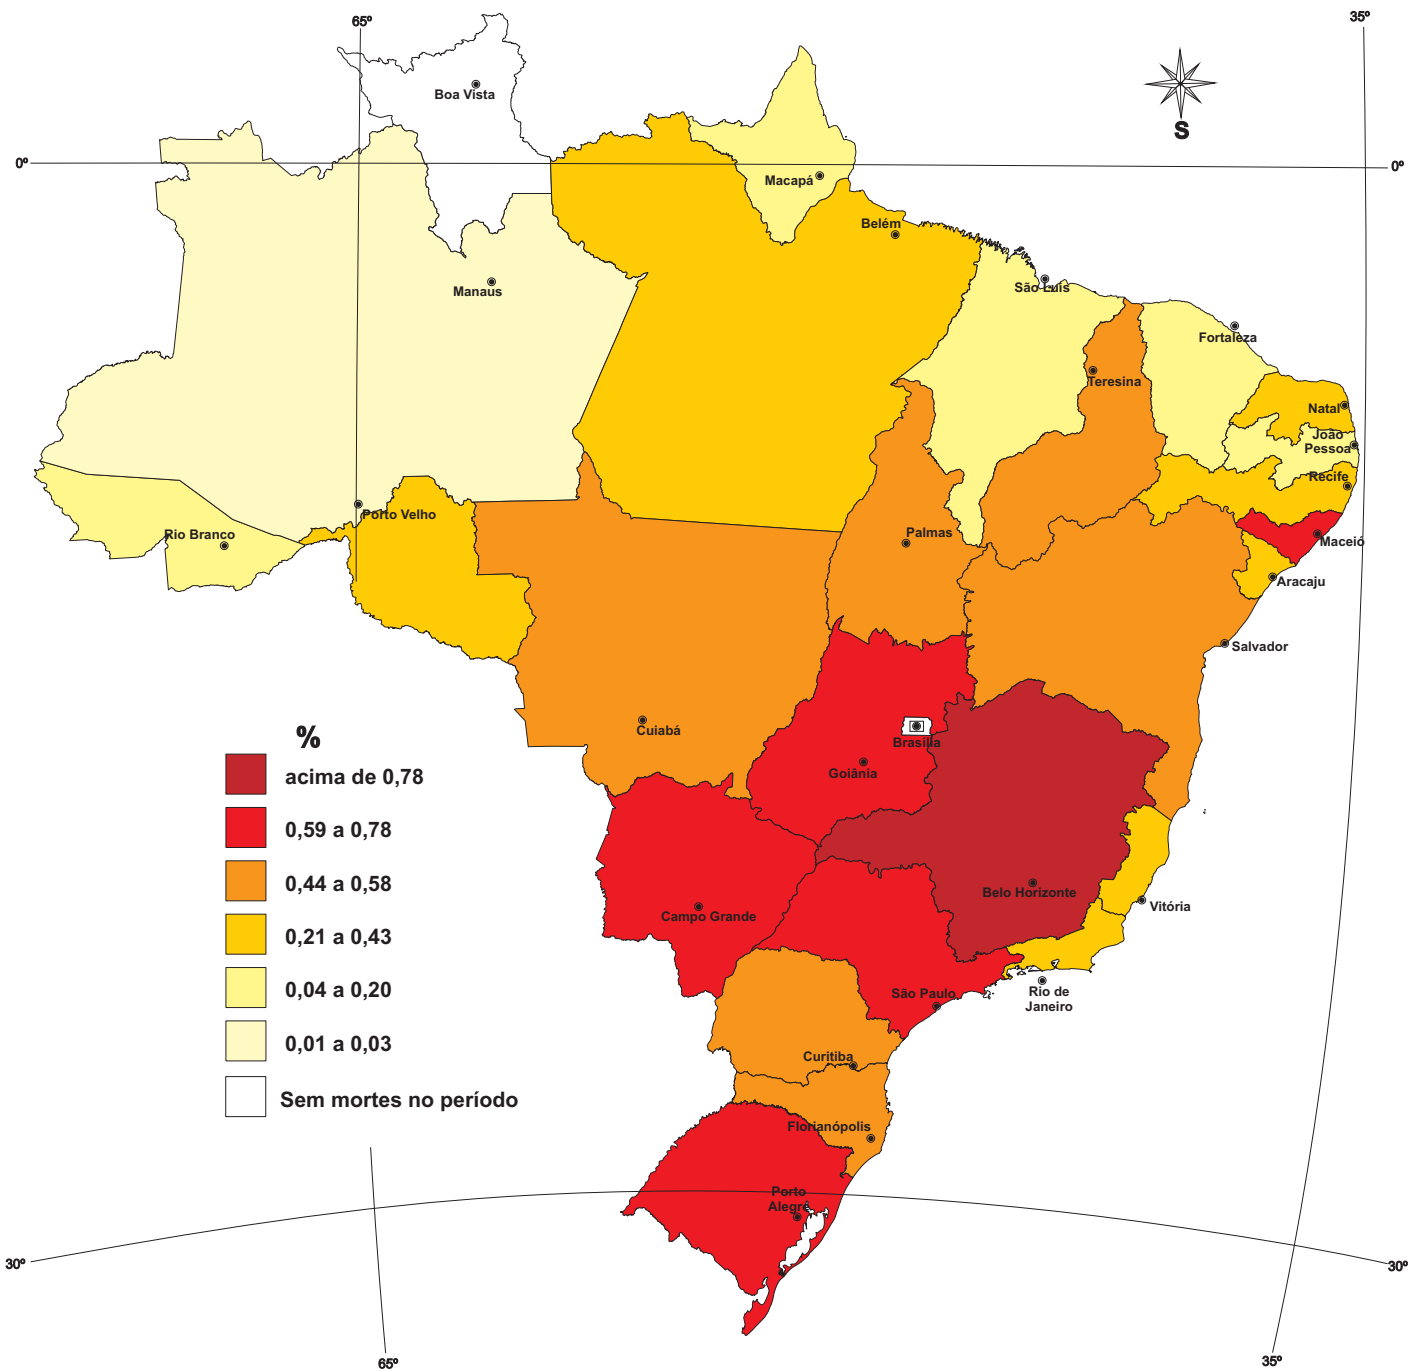 65º
35º
Boa Vista
S
0º
0º
Macapá
Belém
São Luís
Manaus
Fortaleza
Teresina
Natal
João
Pessoa
Recife
Porto Velho
Rio Branco
Palmas
Maceió
Aracaju
Salvador
Cuiabá
Brasília
Goiânia
%
acima de 0,78
0,59 a 0,78
0,44 a 0,58
0,21 a 0,43
0,04 a 0,20
0,01 a 0,03
Sem mortes no período
Belo Horizonte
Campo Grande
Vitória
São Paulo
Rio de
Janeiro
Curitiba
Florianópolis
Porto
Alegre
30º
30º
65º
35º